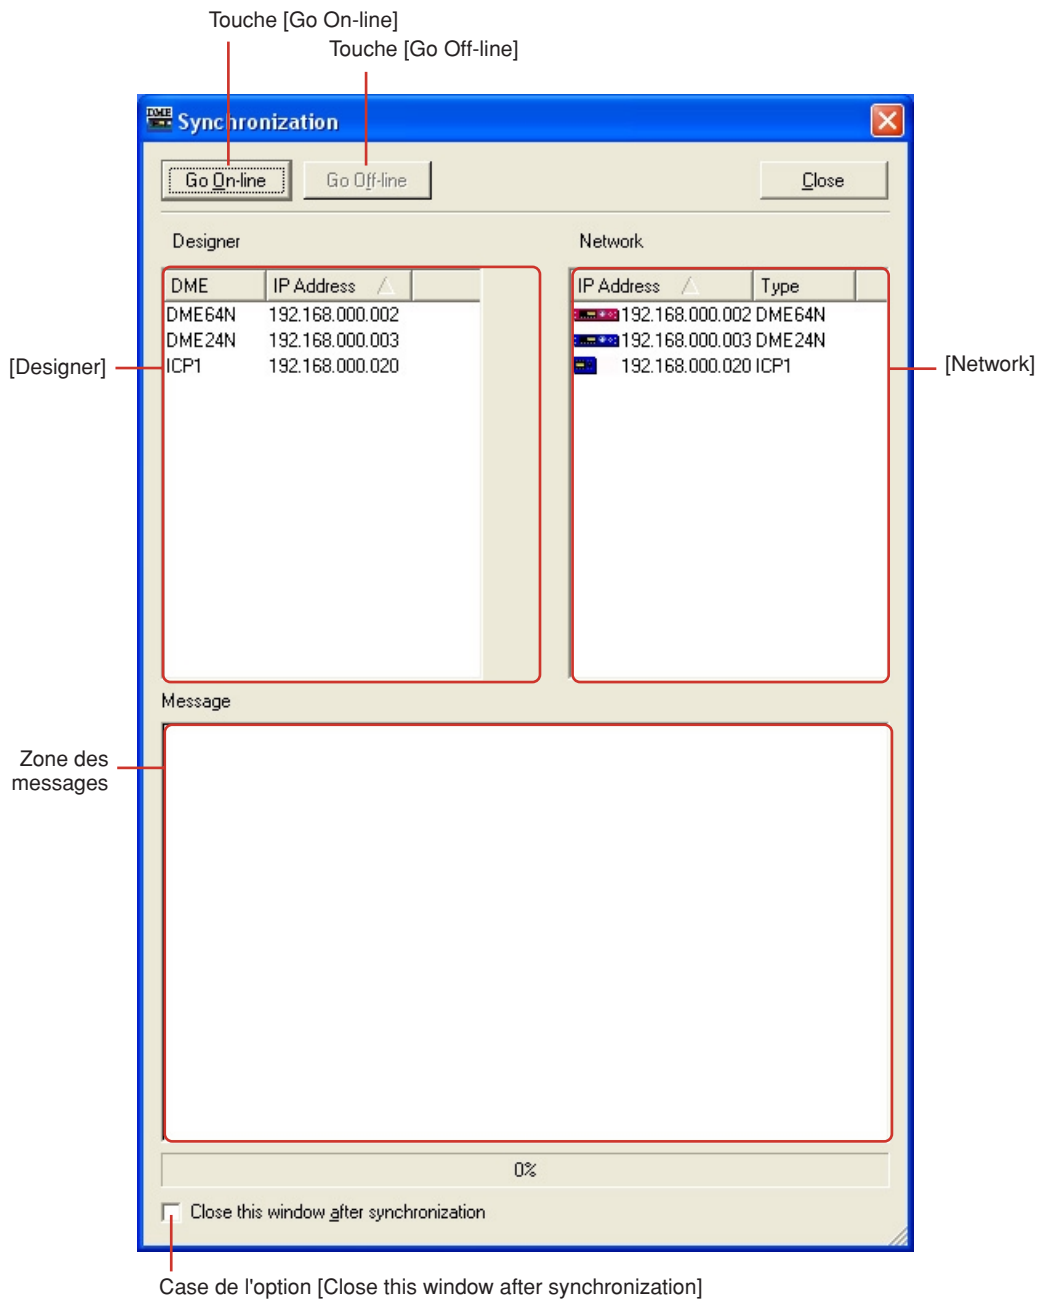 Touche [Go On-line]
Touche [Go Off-line]
DME Synchronization
Go On-line Go Off-line Close
Designer Network
DME IP Address IP Address Type
DME64N 192.168.000.002 192.168.000.002 DME64N
DME24N 192.168.000.003 192.168.000.003 DME24N
[Designer] ICP1 192.168.000.020 192.168.000.020 ICP1 [Network]
Message
Zone des
messages
0%
Close this window after synchronization
Case de l'option [Close this window after synchronization]